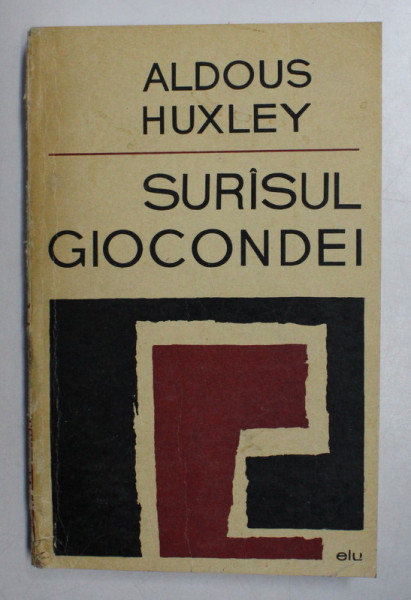 ALDOUS
HUXLEY
SURÎSUL
GIOCONDEI
elu